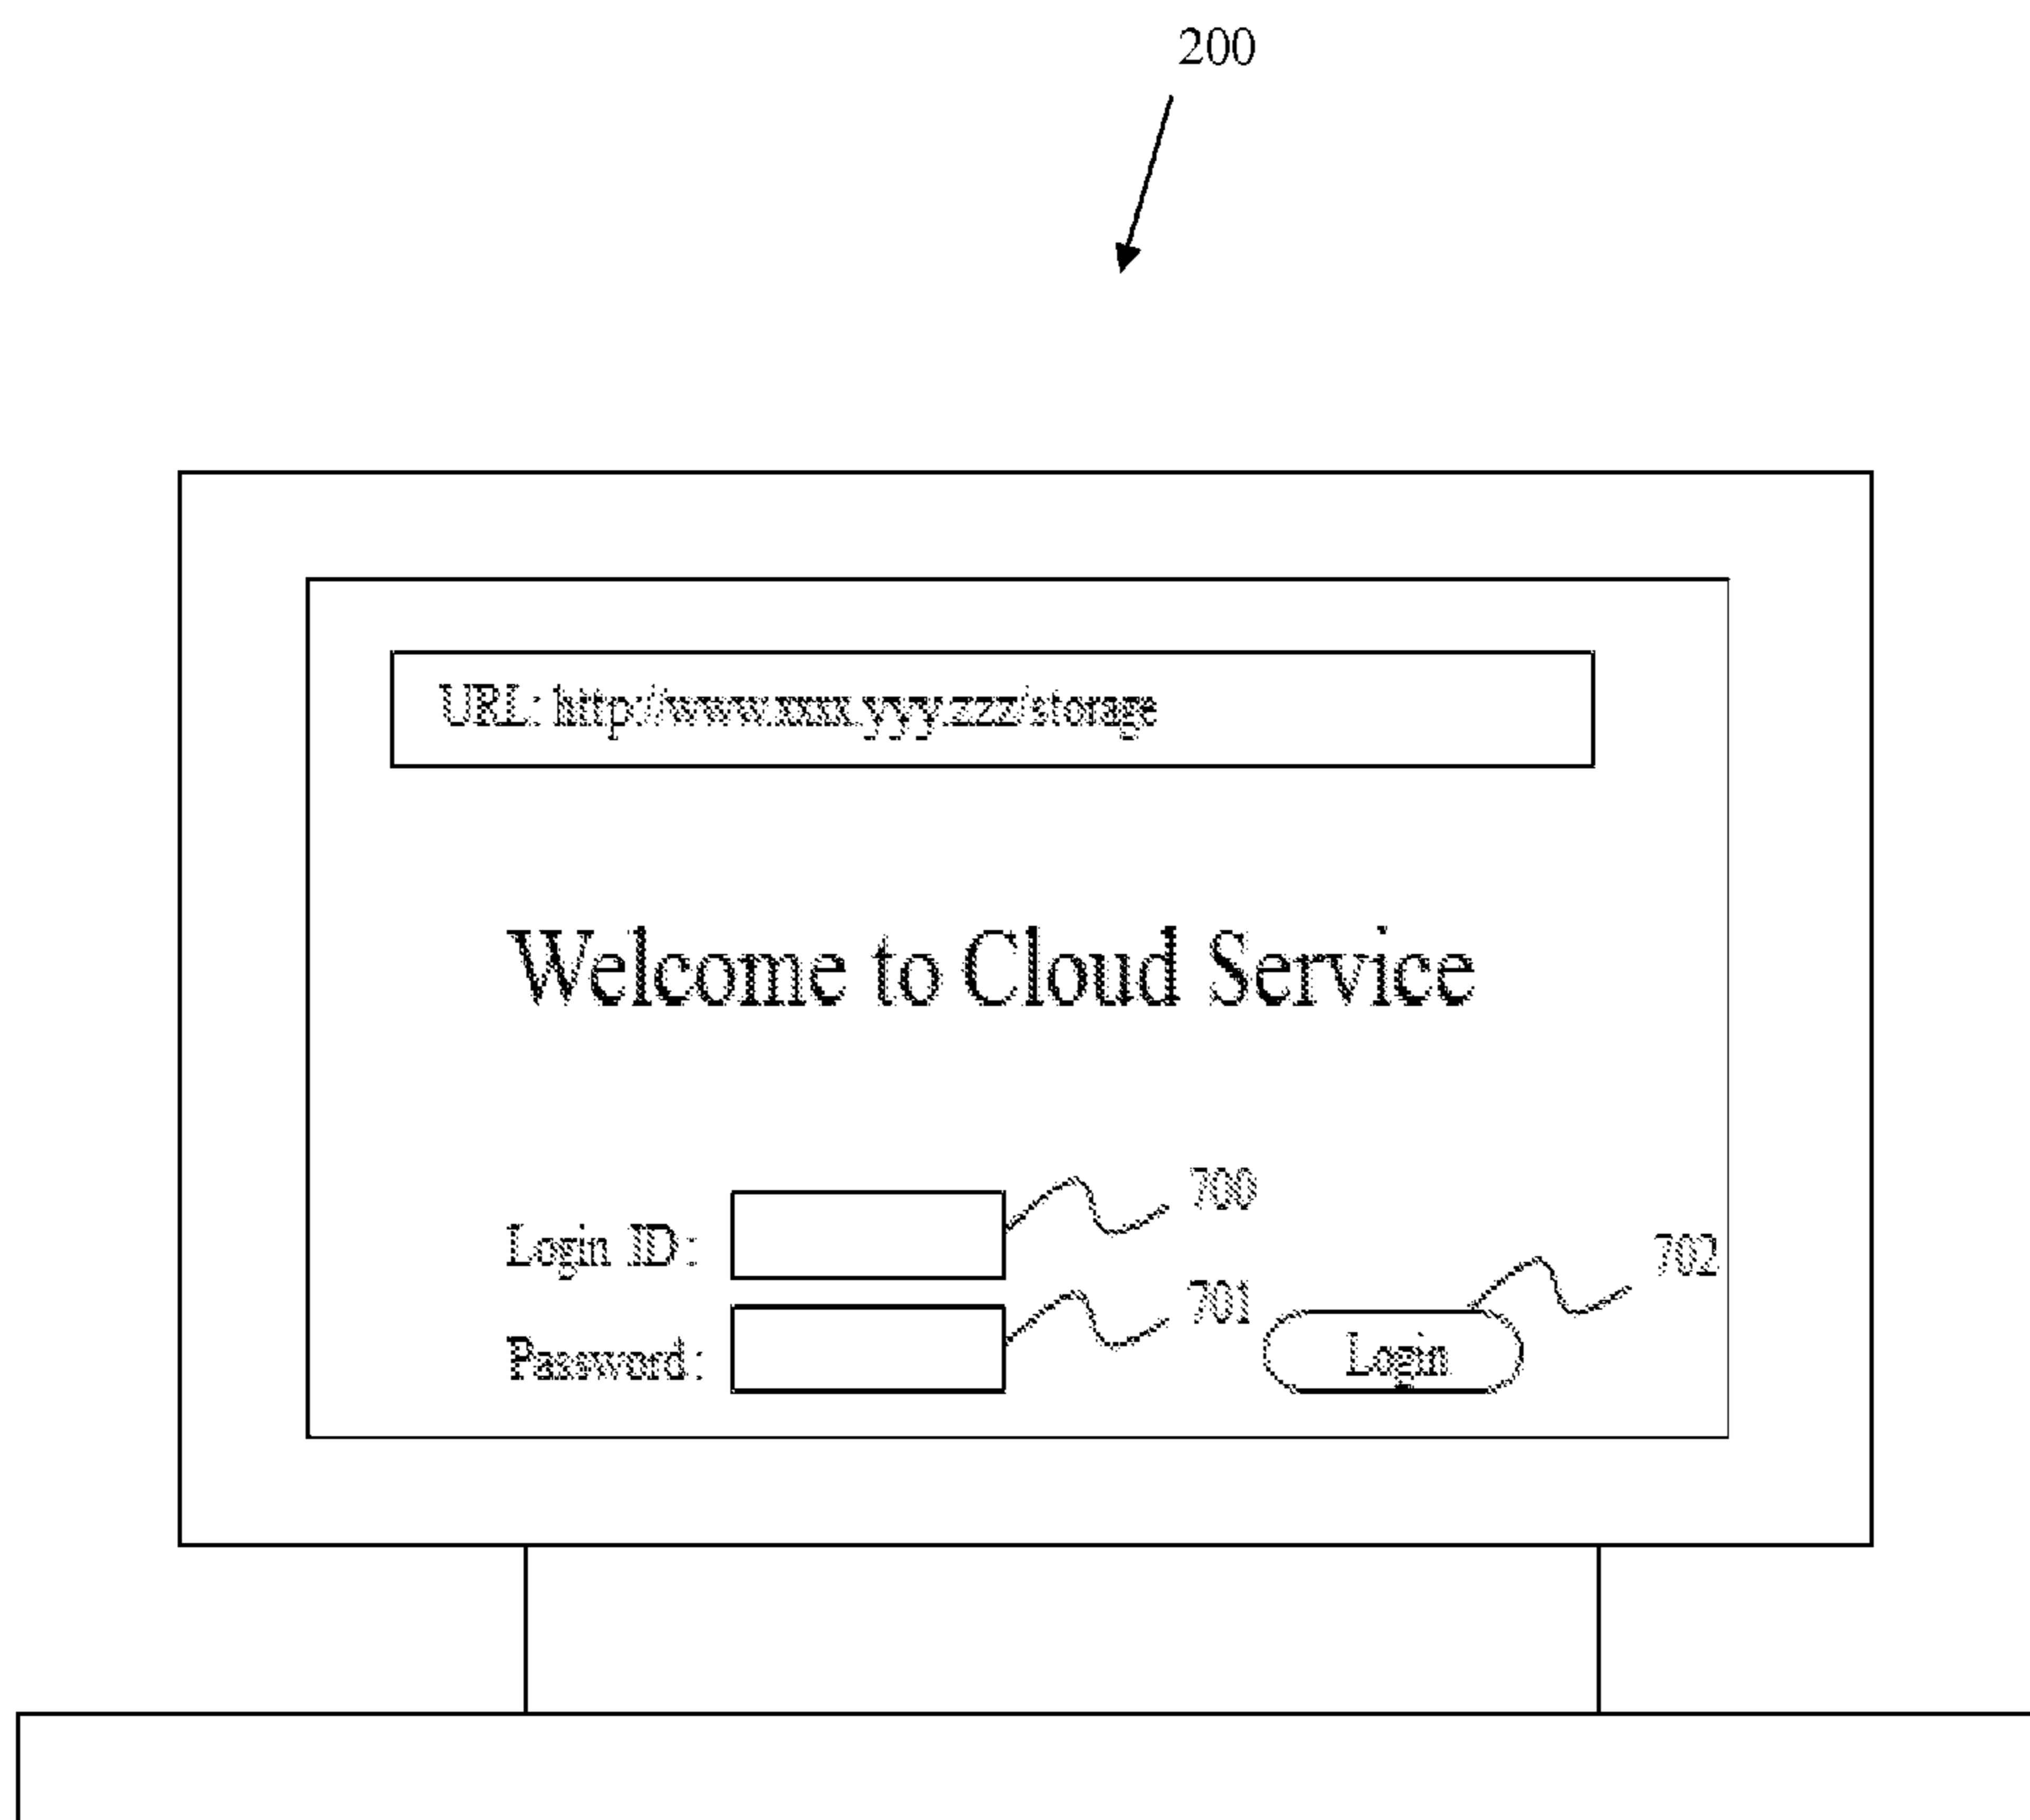 200
URL: http://www.xxx.yyy.zzz/storage
Welcome to Cloud Service
700
Login ID:
702
701
Password:
Login